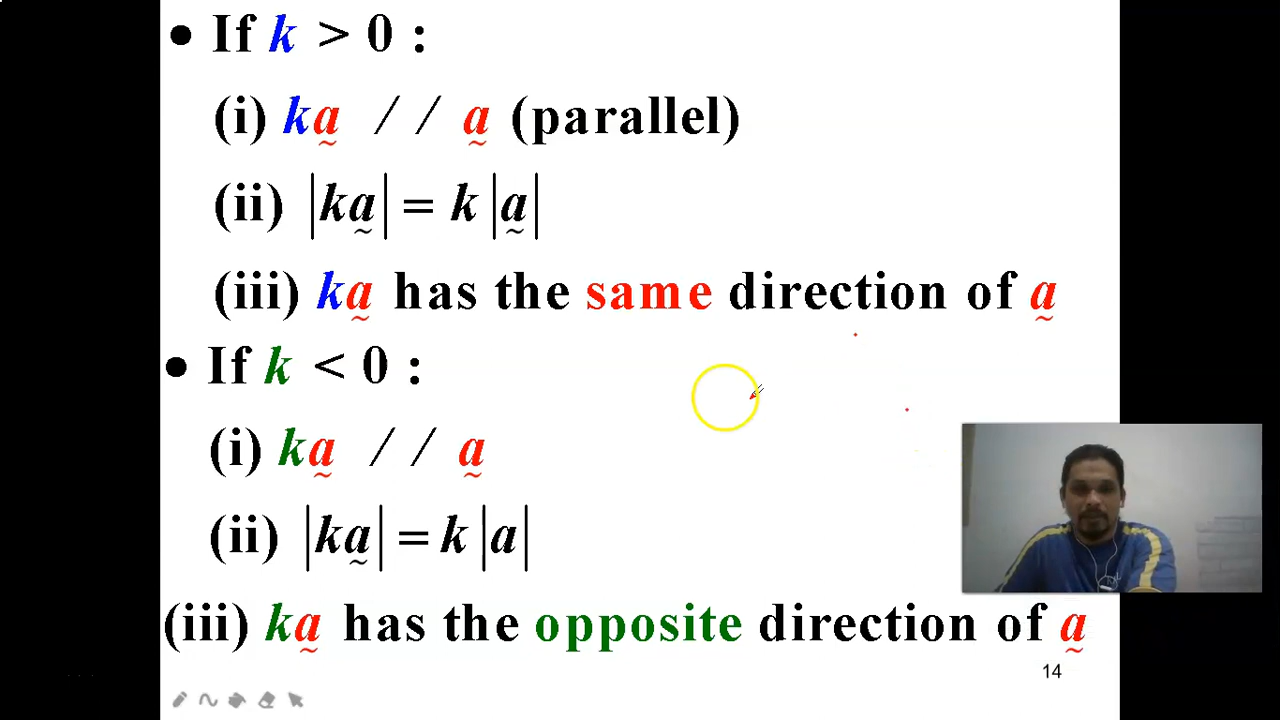 • If k > 0 :
(i) ka̰ // a̰ (parallel)
(ii) |ka̰| = k |a̰|
(iii) ka̰ has the same direction of a̰
• If k < 0 :
(i) ka̰ // a̰
(ii) |ka̰| = k |a|
(iii) ka̰ has the opposite direction of a̰
14